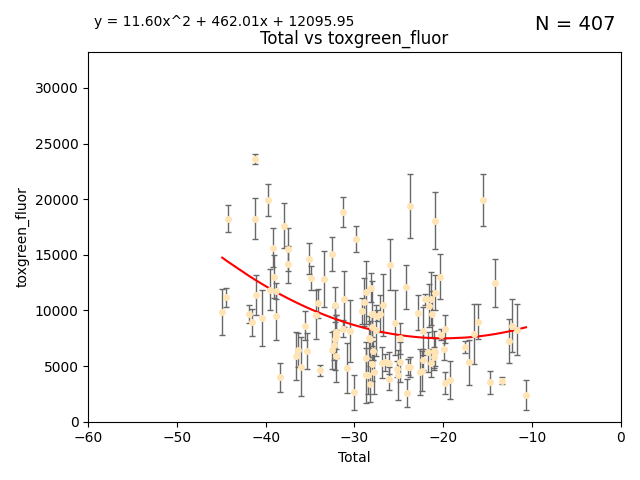 y = 11.60x^2 + 462.01x + 12095.95
N = 407
Total vs toxgreen_fluor
30000
25000
20000
15000
10000
5000
0
toxgreen_fluor
−60
−50
−40
−30
−20
−10
0
Total